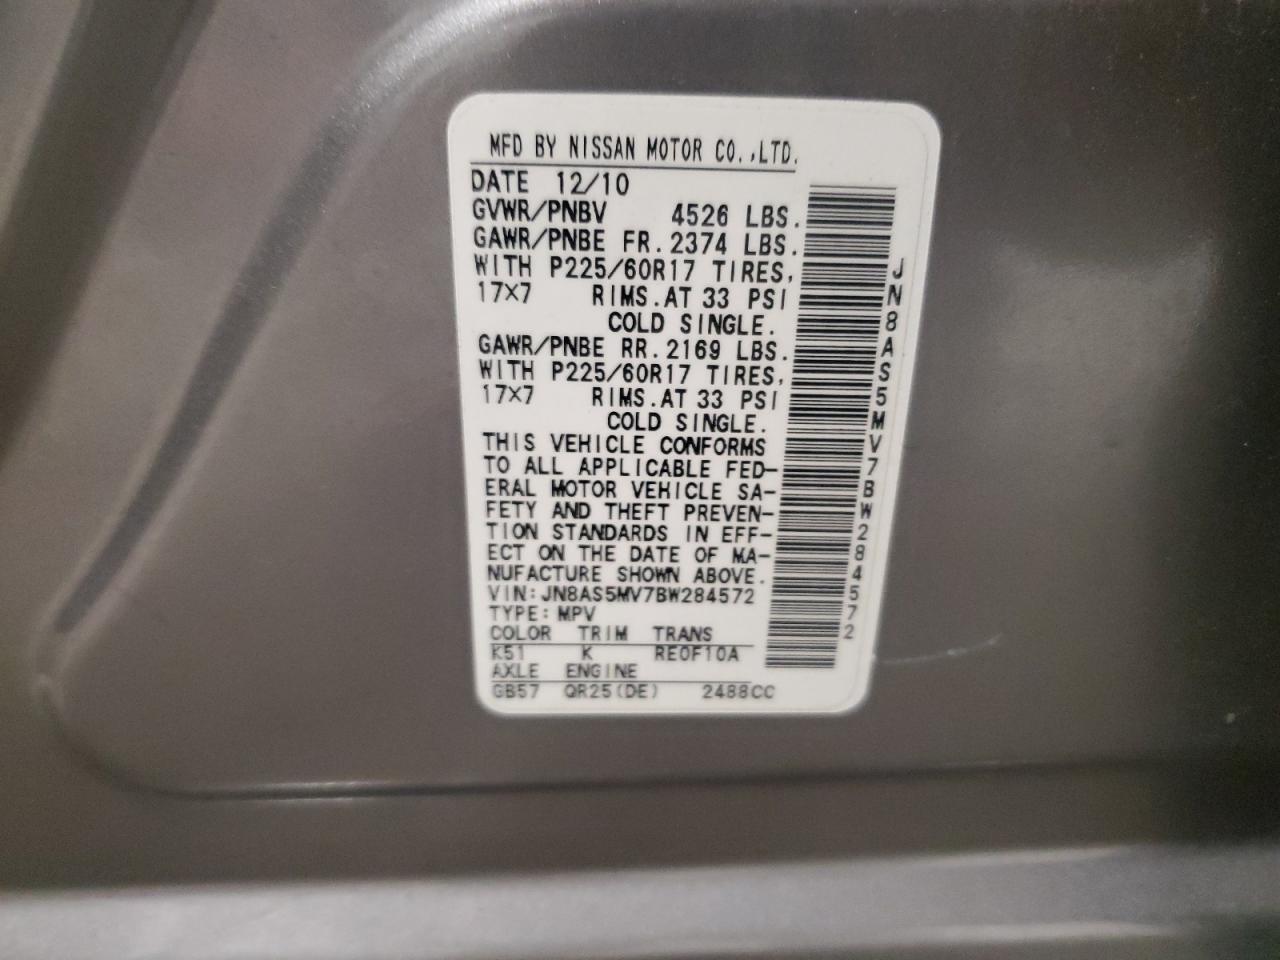 MFD BY NISSAN MOTOR CO.,LTD.
DATE 12/10
GVWR/PNBV 4526 LBS.
GAWR/PNBE FR. 2374 LBS.
WITH P225/60R17 TIRES,
17X7 RIMS. AT 33 PSI
COLD SINGLE.
GAWR/PNBE RR. 2169 LBS.
WITH P225/60R17 TIRES,
17X7 RIMS. AT 33 PSI
COLD SINGLE.
THIS VEHICLE CONFORMS
TO ALL APPLICABLE FED-
ERAL MOTOR VEHICLE SA-
FETY AND THEFT PREVEN-
TION STANDARDS IN EFF-
ECT ON THE DATE OF MA-
NUFACTURE SHOWN ABOVE.
VIN: JN8AS5MV7BW284572
TYPE: MPV
COLOR TRIM TRANS
K51 K RE0F10A
AXLE ENGINE
GB57 QR25(DE) 2488CC
JN8AS5MV7BW284572